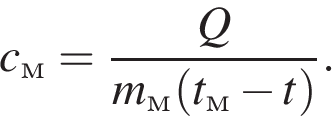 c_м = Q / m_м(t_м − t).